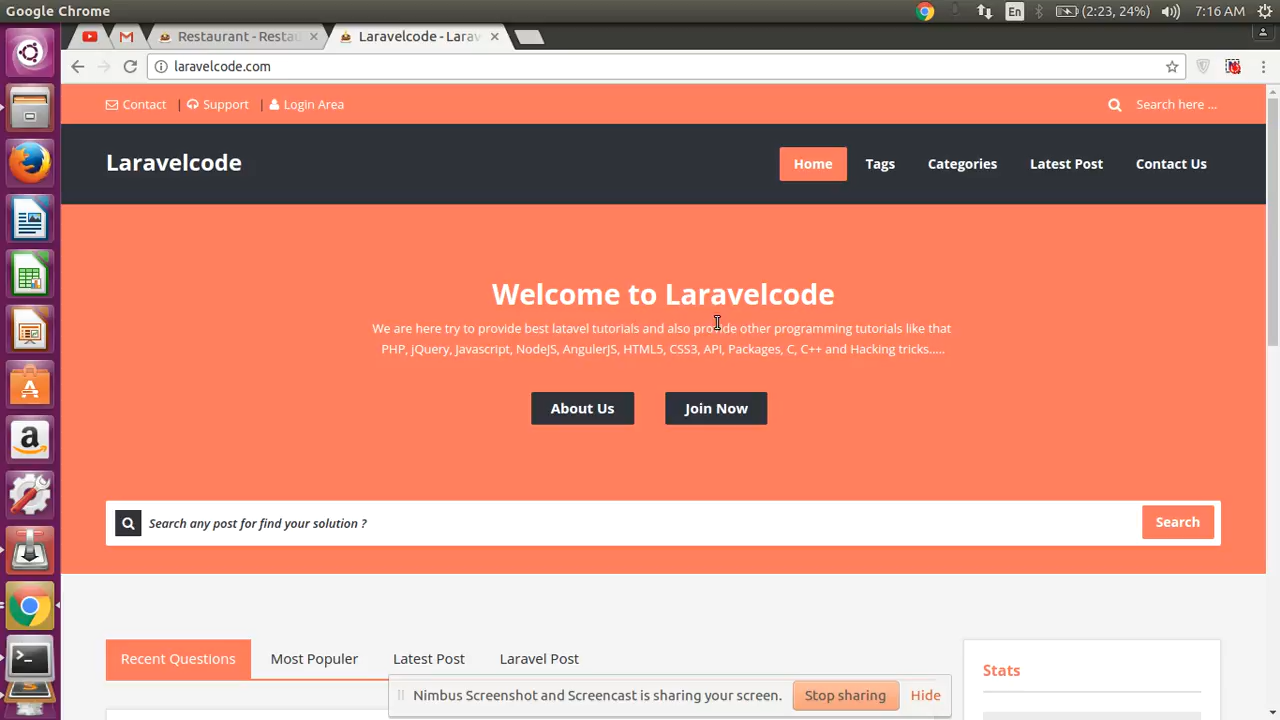 Google Chrome
En
(2:23, 24%)
7:16 AM
Restaurant - Restau
Laravelcode - Larav
laravelcode.com
Contact | Support | Login Area
Search here ...
Laravelcode
Home Tags Categories Latest Post Contact Us
Welcome to Laravelcode
We are here try to provide best latavel tutorials and also provide other programming tutorials like that
PHP, jQuery, Javascript, NodeJS, AngulerJS, HTML5, CSS3, API, Packages, C, C++ and Hacking tricks.....
About Us Join Now
Search any post for find your solution ?
Search
Recent Questions Most Populer Latest Post Laravel Post
Stats
Nimbus Screenshot and Screencast is sharing your screen. Stop sharing Hide